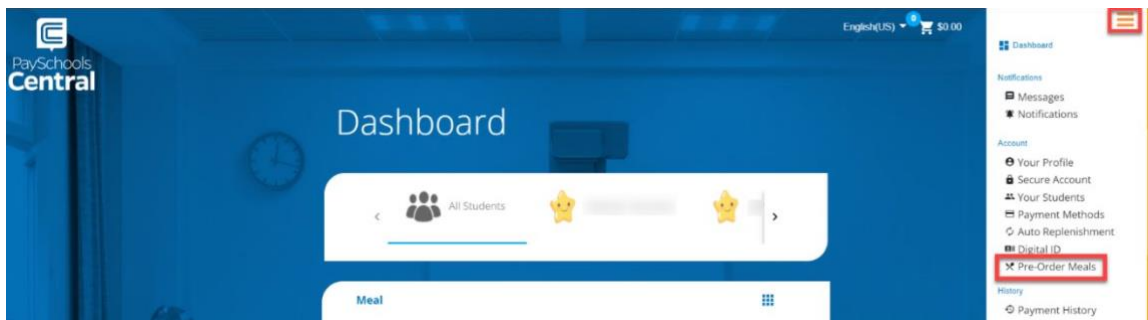 PaySchools
Central
English(US)
0
$0.00
Dashboard
All Students
Meal
Dashboard
Notifications
Messages
Notifications
Account
Your Profile
Secure Account
Your Students
Payment Methods
Auto Replenishment
Digital ID
Pre-Order Meals
History
Payment History